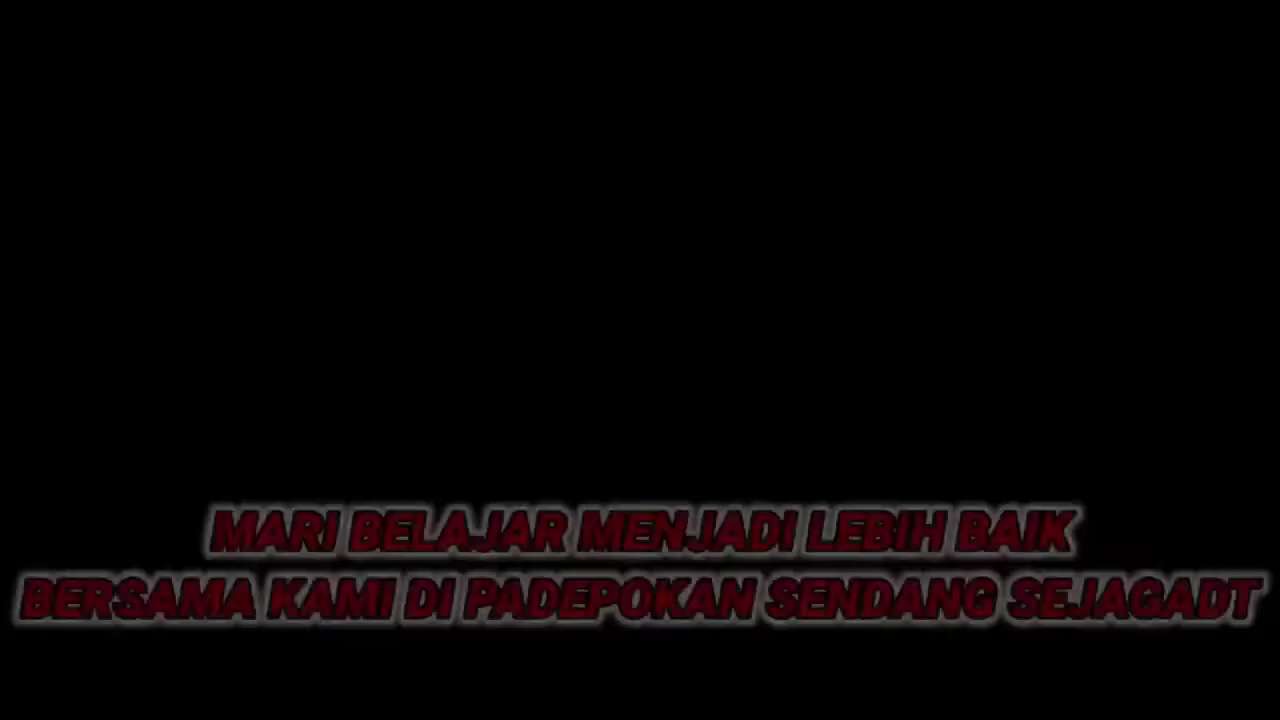 MARI BELAJAR MENJADI LEBIH BAIK
BERSAMA KAMI DI PADEPOKAN SENDANG SEJAGADT